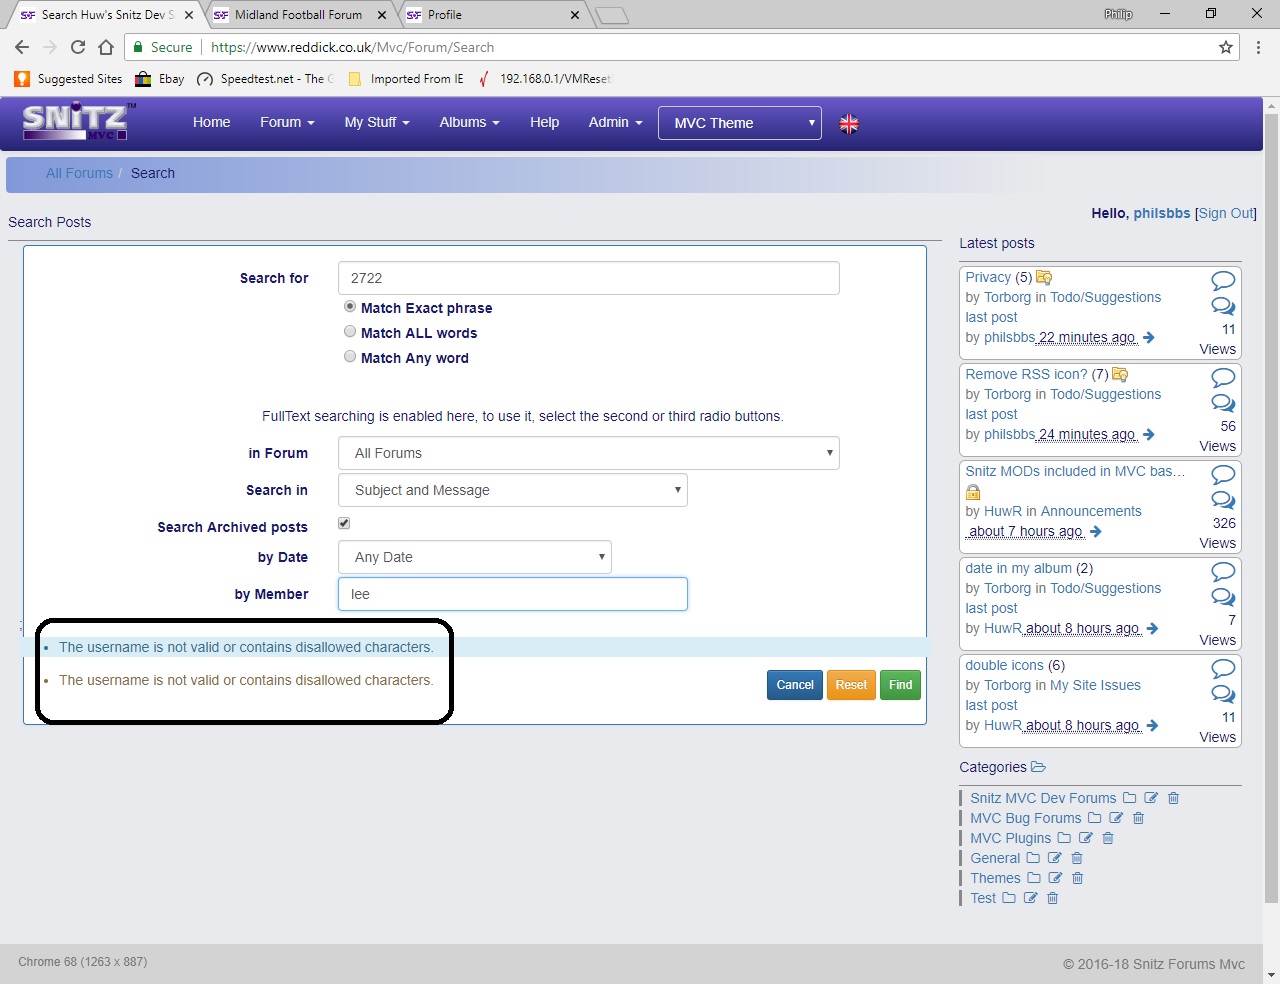 Search Huw's Snitz Dev S
Midland Football Forum
Profile
Philip
Secure
https://www.reddick.co.uk/Mvc/Forum/Search
Suggested Sites
Ebay
Speedtest.net - The G
Imported From IE
192.168.0.1/VMReset
SNITZ™
MVC
Home
Forum
My Stuff
Albums
Help
Admin
MVC Theme
All Forums / Search
Hello, philsbbs [Sign Out]
Search Posts
Search for
2722
Match Exact phrase
Match ALL words
Match Any word
FullText searching is enabled here, to use it, select the second or third radio buttons.
in Forum
All Forums
Search in
Subject and Message
Search Archived posts
by Date
Any Date
by Member
lee
The username is not valid or contains disallowed characters.
The username is not valid or contains disallowed characters.
Cancel
Reset
Find
Latest posts
Privacy (5)
by Torborg in Todo/Suggestions
last post
by philsbbs 22 minutes ago
11
Views
Remove RSS icon? (7)
by Torborg in Todo/Suggestions
last post
by philsbbs 24 minutes ago
56
Views
Snitz MODs included in MVC bas...
by HuwR in Announcements
about 7 hours ago
326
Views
date in my album (2)
by Torborg in Todo/Suggestions
last post
by HuwR about 8 hours ago
7
Views
double icons (6)
by Torborg in My Site Issues
last post
by HuwR about 8 hours ago
11
Views
Categories
Snitz MVC Dev Forums
MVC Bug Forums
MVC Plugins
General
Themes
Test
Chrome 68 (1263 x 887)
© 2016-18 Snitz Forums Mvc